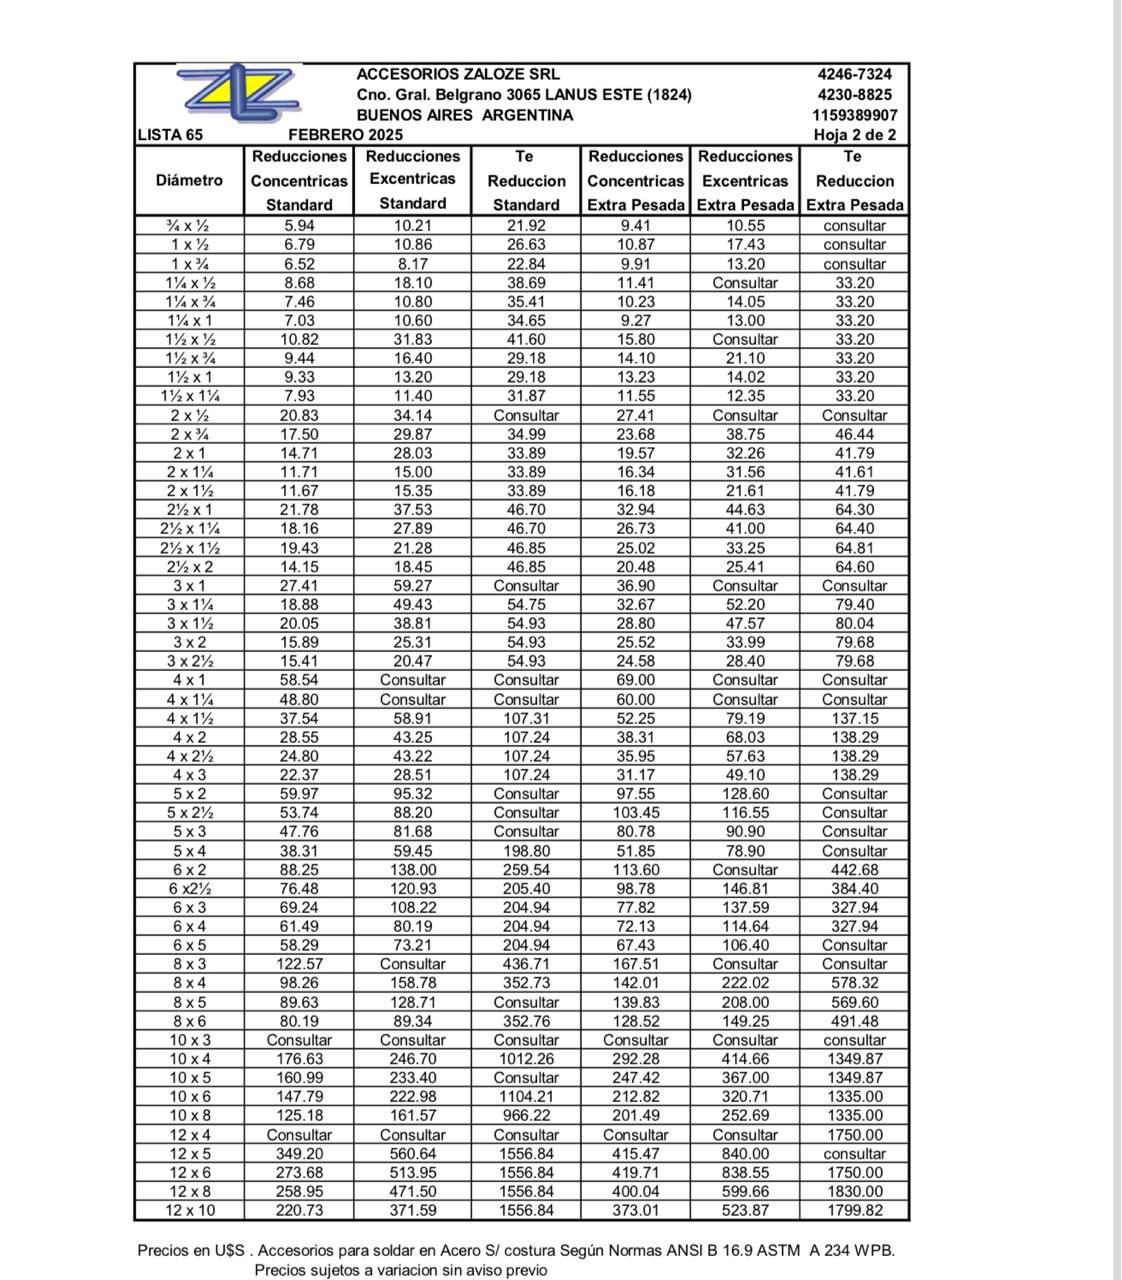 ACCESORIOS ZALOZE SRL 4246-7324
Cno. Gral. Belgrano 3065 LANUS ESTE (1824) 4230-8825
BUENOS AIRES ARGENTINA 1159389907
LISTA 65 FEBRERO 2025 Hoja 2 de 2
Reducciones Reducciones Te Reducciones Reducciones Te
Diámetro Concentricas Excentricas Reduccion Concentricas Excentricas Reduccion
Standard Standard Standard Extra Pesada Extra Pesada Extra Pesada
¾ x ½ 5.94 10.21 21.92 9.41 10.55 consultar
1 x ½ 6.79 10.86 26.63 10.87 17.43 consultar
1 x ¾ 6.52 8.17 22.84 9.91 13.20 consultar
1¼ x ½ 8.68 18.10 38.69 11.41 Consultar 33.20
1¼ x ¾ 7.46 10.80 35.41 10.23 14.05 33.20
1¼ x 1 7.03 10.60 34.65 9.27 13.00 33.20
1½ x ½ 10.82 31.83 41.60 15.80 Consultar 33.20
1½ x ¾ 9.44 16.40 29.18 14.10 21.10 33.20
1½ x 1 9.33 13.20 29.18 13.23 14.02 33.20
1½ x 1¼ 7.93 11.40 31.87 11.55 12.35 33.20
2 x ½ 20.83 34.14 Consultar 27.41 Consultar Consultar
2 x ¾ 17.50 29.87 34.99 23.68 38.75 46.44
2 x 1 14.71 28.03 33.89 19.57 32.26 41.79
2 x 1¼ 11.71 15.00 33.89 16.34 31.56 41.61
2 x 1½ 11.67 15.35 33.89 16.18 21.61 41.79
2½ x 1 21.78 37.53 46.70 32.94 44.63 64.30
2½ x 1¼ 18.16 27.89 46.70 26.73 41.00 64.40
2½ x 1½ 19.43 21.28 46.85 25.02 33.25 64.81
2½ x 2 14.15 18.45 46.85 20.48 25.41 64.60
3 x 1 27.41 59.27 Consultar 36.90 Consultar Consultar
3 x 1¼ 18.88 49.43 54.75 32.67 52.20 79.40
3 x 1½ 20.05 38.81 54.93 28.80 47.57 80.04
3 x 2 15.89 25.31 54.93 25.52 33.99 79.68
3 x 2½ 15.41 20.47 54.93 24.58 28.40 79.68
4 x 1 58.54 Consultar Consultar 69.00 Consultar Consultar
4 x 1¼ 48.80 Consultar Consultar 60.00 Consultar Consultar
4 x 1½ 37.54 58.91 107.31 52.25 79.19 137.15
4 x 2 28.55 43.25 107.24 38.31 68.03 138.29
4 x 2½ 24.80 43.22 107.24 35.95 57.63 138.29
4 x 3 22.37 28.51 107.24 31.17 49.10 138.29
5 x 2 59.97 95.32 Consultar 97.55 128.60 Consultar
5 x 2½ 53.74 88.20 Consultar 103.45 116.55 Consultar
5 x 3 47.76 81.68 Consultar 80.78 90.90 Consultar
5 x 4 38.31 59.45 198.80 51.85 78.90 Consultar
6 x 2 88.25 138.00 259.54 113.60 Consultar 442.68
6 x2½ 76.48 120.93 205.40 98.78 146.81 384.40
6 x 3 69.24 108.22 204.94 77.82 137.59 327.94
6 x 4 61.49 80.19 204.94 72.13 114.64 327.94
6 x 5 58.29 73.21 204.94 67.43 106.40 Consultar
8 x 3 122.57 Consultar 436.71 167.51 Consultar Consultar
8 x 4 98.26 158.78 352.73 142.01 222.02 578.32
8 x 5 89.63 128.71 Consultar 139.83 208.00 569.60
8 x 6 80.19 89.34 352.76 128.52 149.25 491.48
10 x 3 Consultar Consultar Consultar Consultar Consultar consultar
10 x 4 176.63 246.70 1012.26 292.28 414.66 1349.87
10 x 5 160.99 233.40 Consultar 247.42 367.00 1349.87
10 x 6 147.79 222.98 1104.21 212.82 320.71 1335.00
10 x 8 125.18 161.57 966.22 201.49 252.69 1335.00
12 x 4 Consultar Consultar Consultar Consultar Consultar 1750.00
12 x 5 349.20 560.64 1556.84 415.47 840.00 consultar
12 x 6 273.68 513.95 1556.84 419.71 838.55 1750.00
12 x 8 258.95 471.50 1556.84 400.04 599.66 1830.00
12 x 10 220.73 371.59 1556.84 373.01 523.87 1799.82
Precios en U$S . Accesorios para soldar en Acero S/ costura Según Normas ANSI B 16.9 ASTM A 234 WPB.
Precios sujetos a variacion sin aviso previo